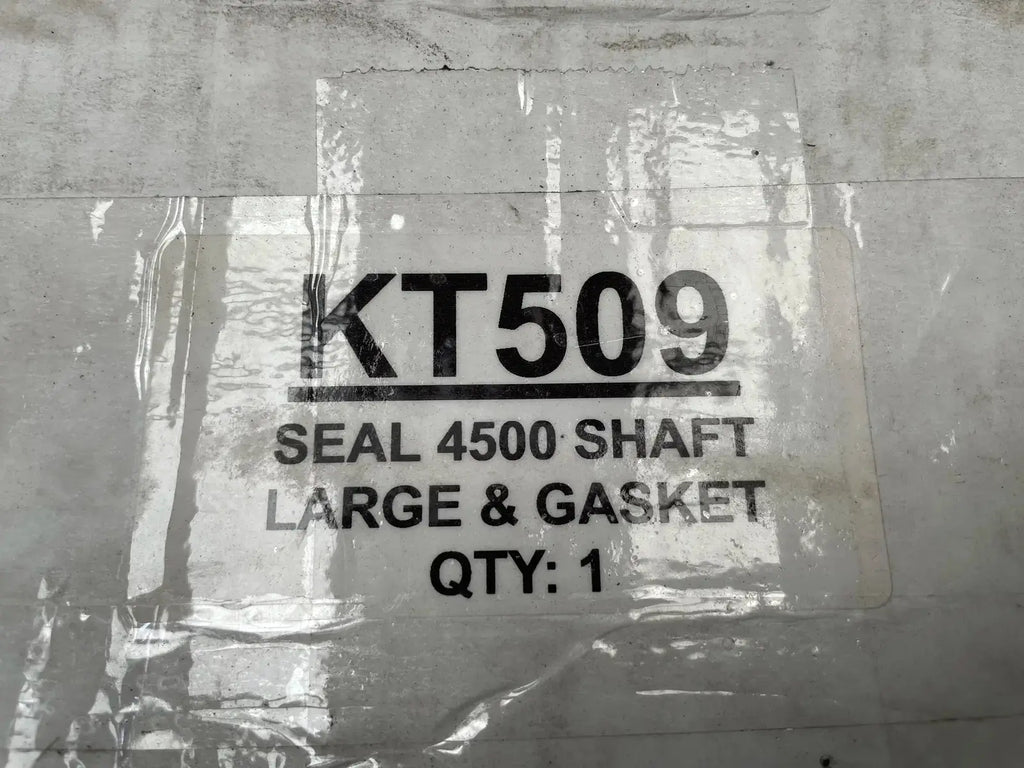 KT509
SEAL 4500 SHAFT
LARGE & GASKET
QTY: 1